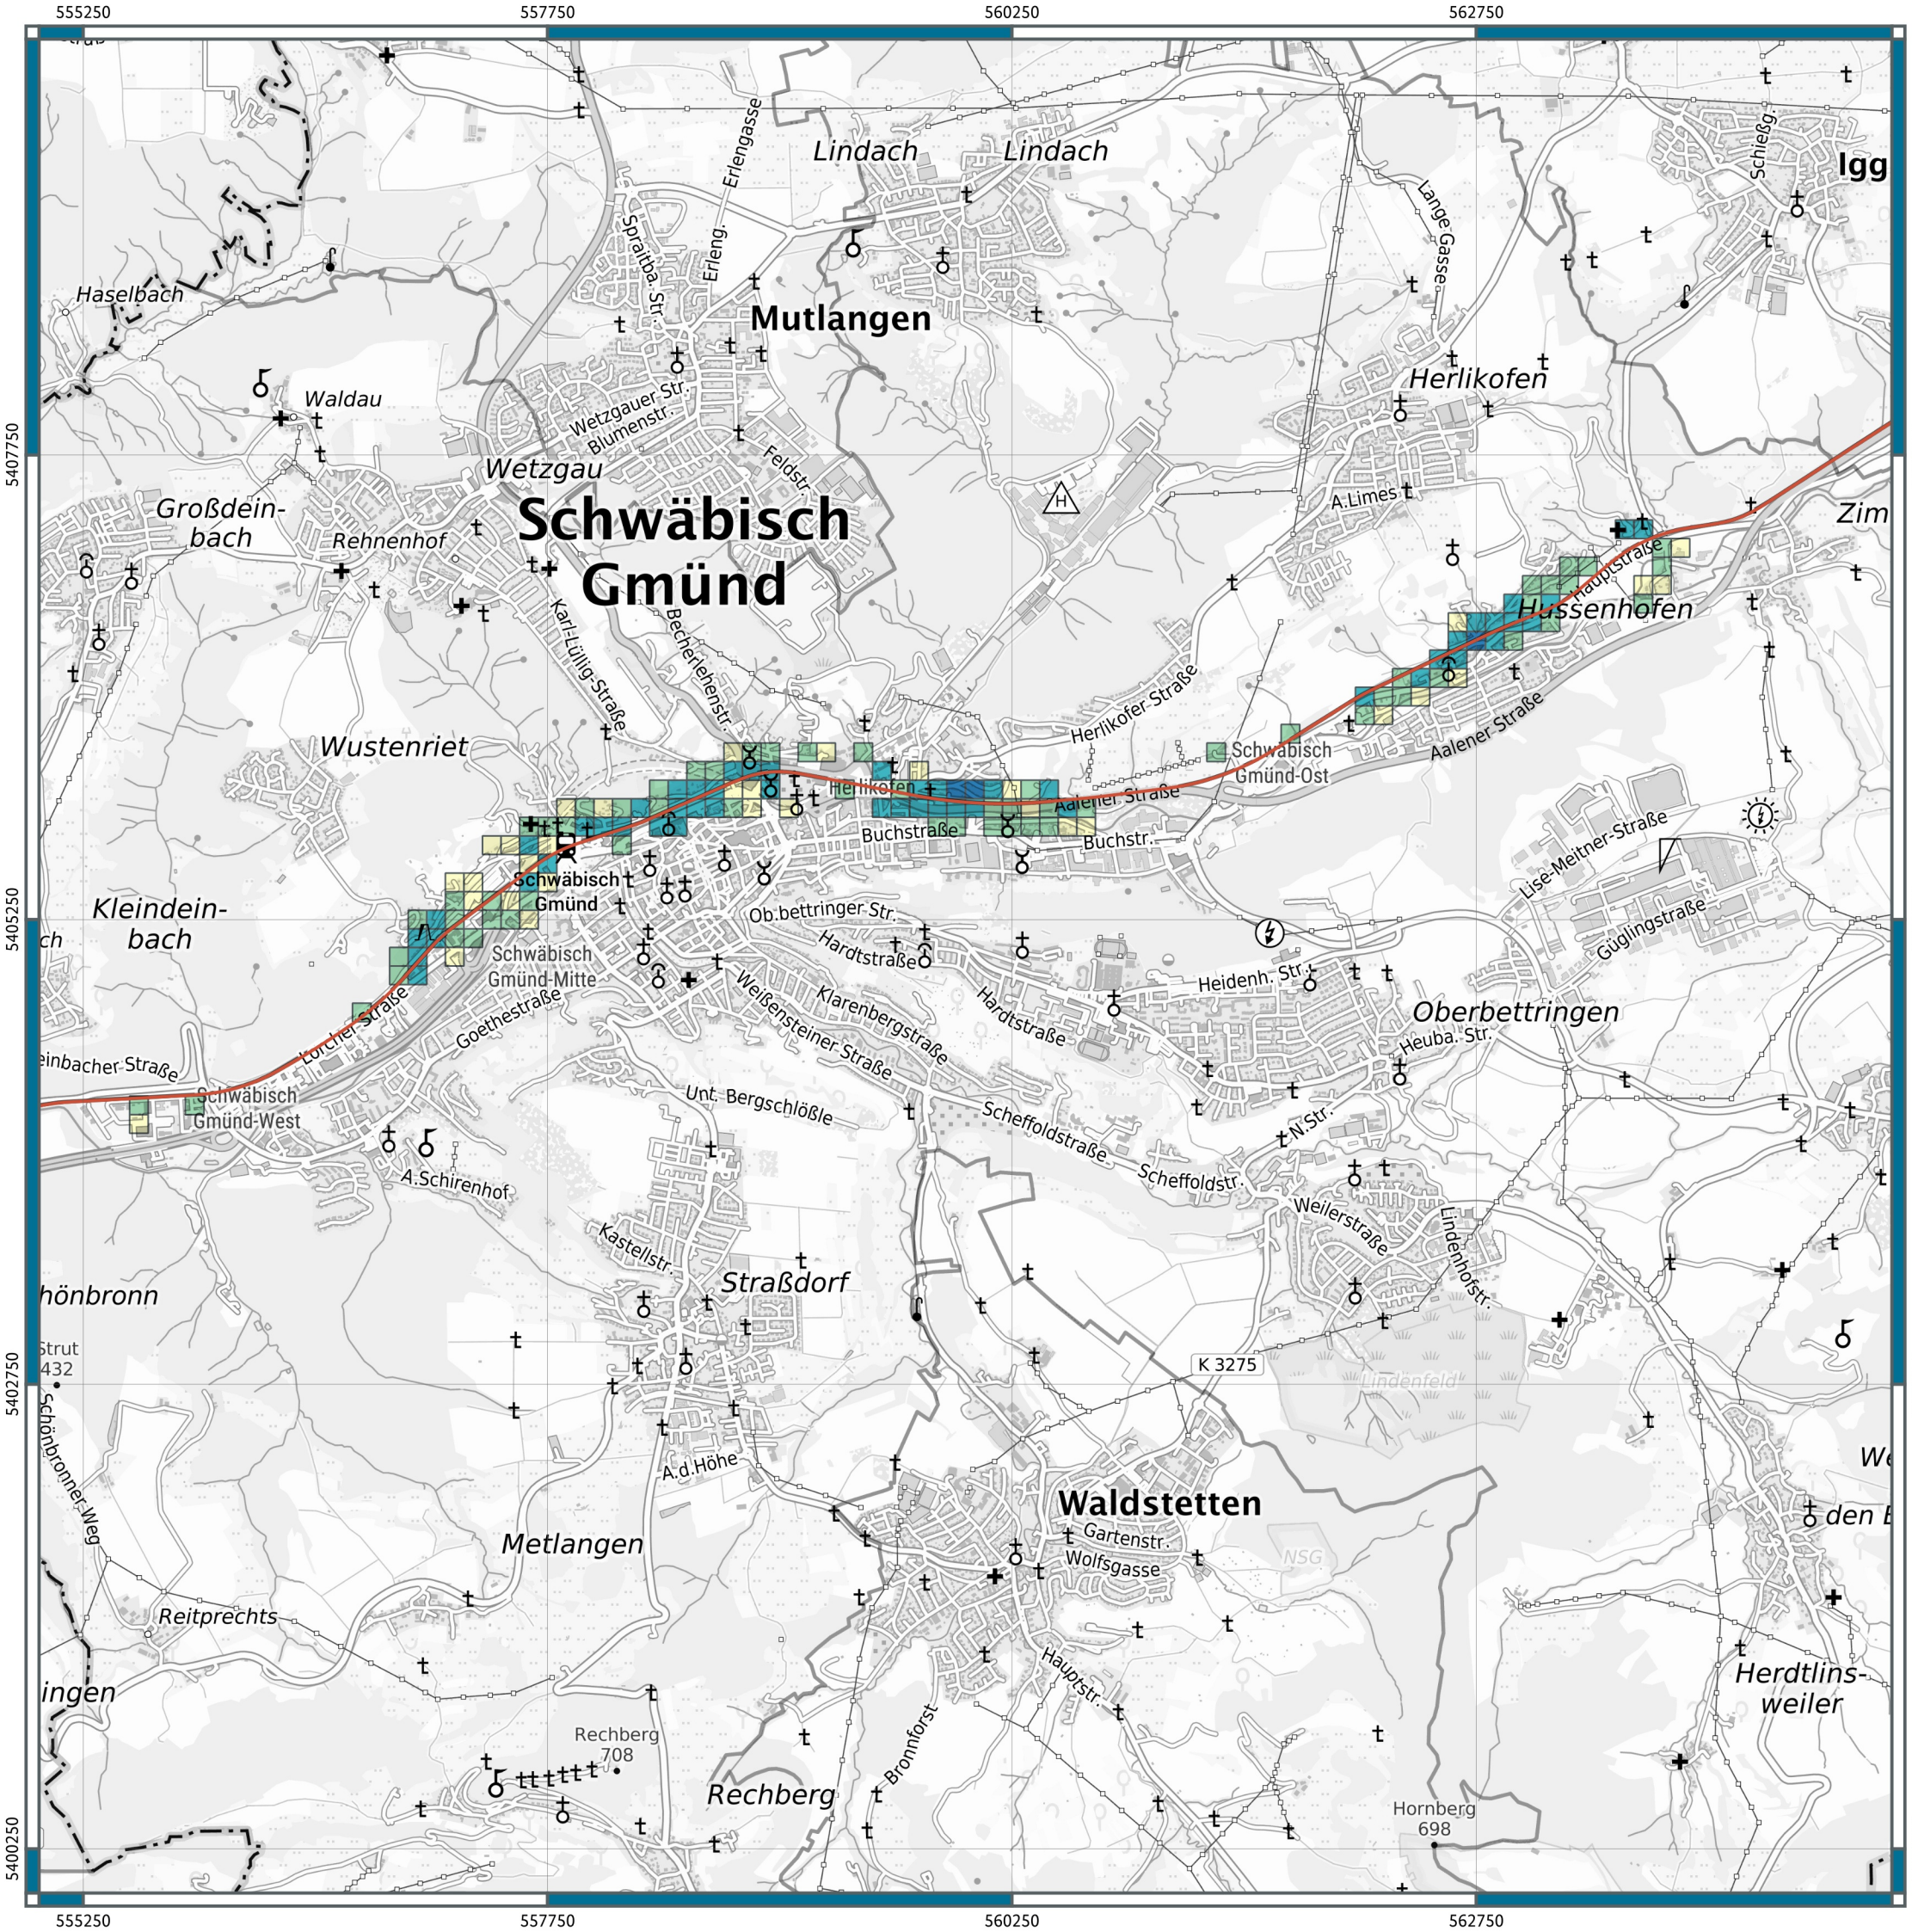 555250
557750
560250
562750
Erlengasse
Lindach
Lindach
Schießg.
Igg
Lange Gasse
Spraitba. Str.
Erleng.
Haselbach
Mutlangen
Herlikofen
Waldau
Wetzgauer Str.
Blumenstr.
5407750
Wetzgau
Feldstr.
A.Limes
Großdein-
bach
Schwäbisch
Gmünd
Zim
Rehnenhof
Hauptstraße
Hussenhofen
Karl-Lüllig-Straße
Becherlehenstr.
Herlikofer Straße
Aalener Straße
Wustenriet
Schwäbisch
Gmünd-Ost
Herlikofen
Aalener Straße
Buchstraße
Buchstr.
Lise-Meitner-Straße
Schwäbisch
Gmünd
5405250
Kleindein-
bach
ch
Ob.bettringer Str.
Hardtstraße
Güglingstraße
Schwäbisch
Gmünd-Mitte
Heidenh. Str.
Weißensteiner Straße
Klarenbergstraße
Hardtstraße
Oberbettringen
Heuba. Str.
Lorcher Straße
Goethestraße
einbacher Straße
Schwäbisch
Gmünd-West
Unt. Bergschlößle
Scheffoldstraße
N.Str.
A.Schirenhof
Scheffoldstr.
Weilerstraße
Lindenhofstr.
Kastellstr.
Straßdorf
hönbronn
Strut
432
K 3275
5402750
Lindenfeld
Schönbronner Weg
A.d.Höhe
We
Waldstetten
den B
Gartenstr.
Wolfsgasse
NSG
Metlangen
Reitprechts
Hauptstr.
Herdtlins-
weiler
ingen
Rechberg
708
Bronnforst
Rechberg
Hornberg
698
5400250
555250
557750
560250
562750